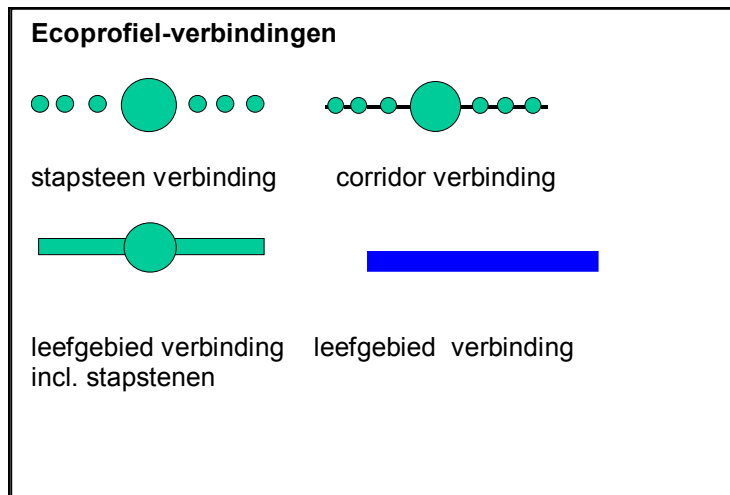 Ecoprofiel-verbindingen
stapsteen verbinding
corridor verbinding
leefgebied verbinding
incl. stapstenen
leefgebied verbinding